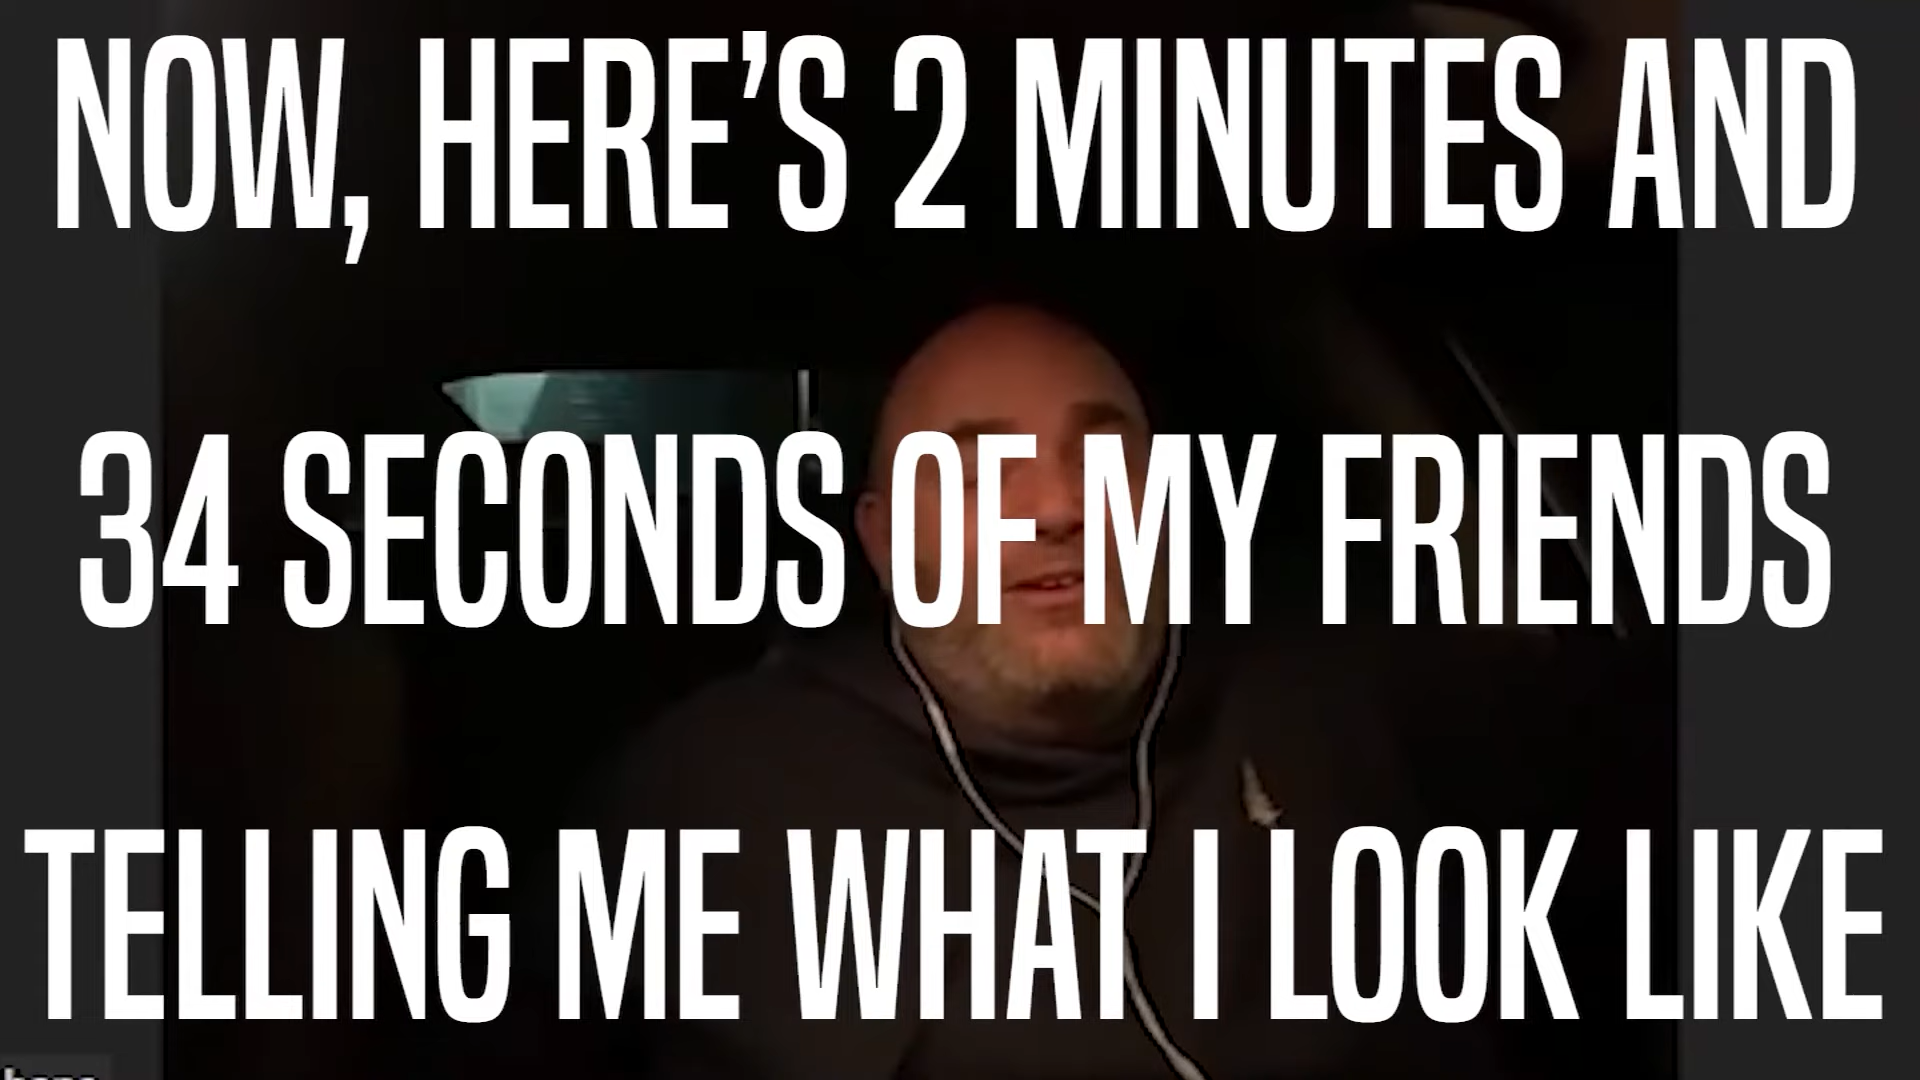 NOW, HERE'S 2 MINUTES AND
34 SECONDS OF MY FRIENDS
TELLING ME WHAT I LOOK LIKE